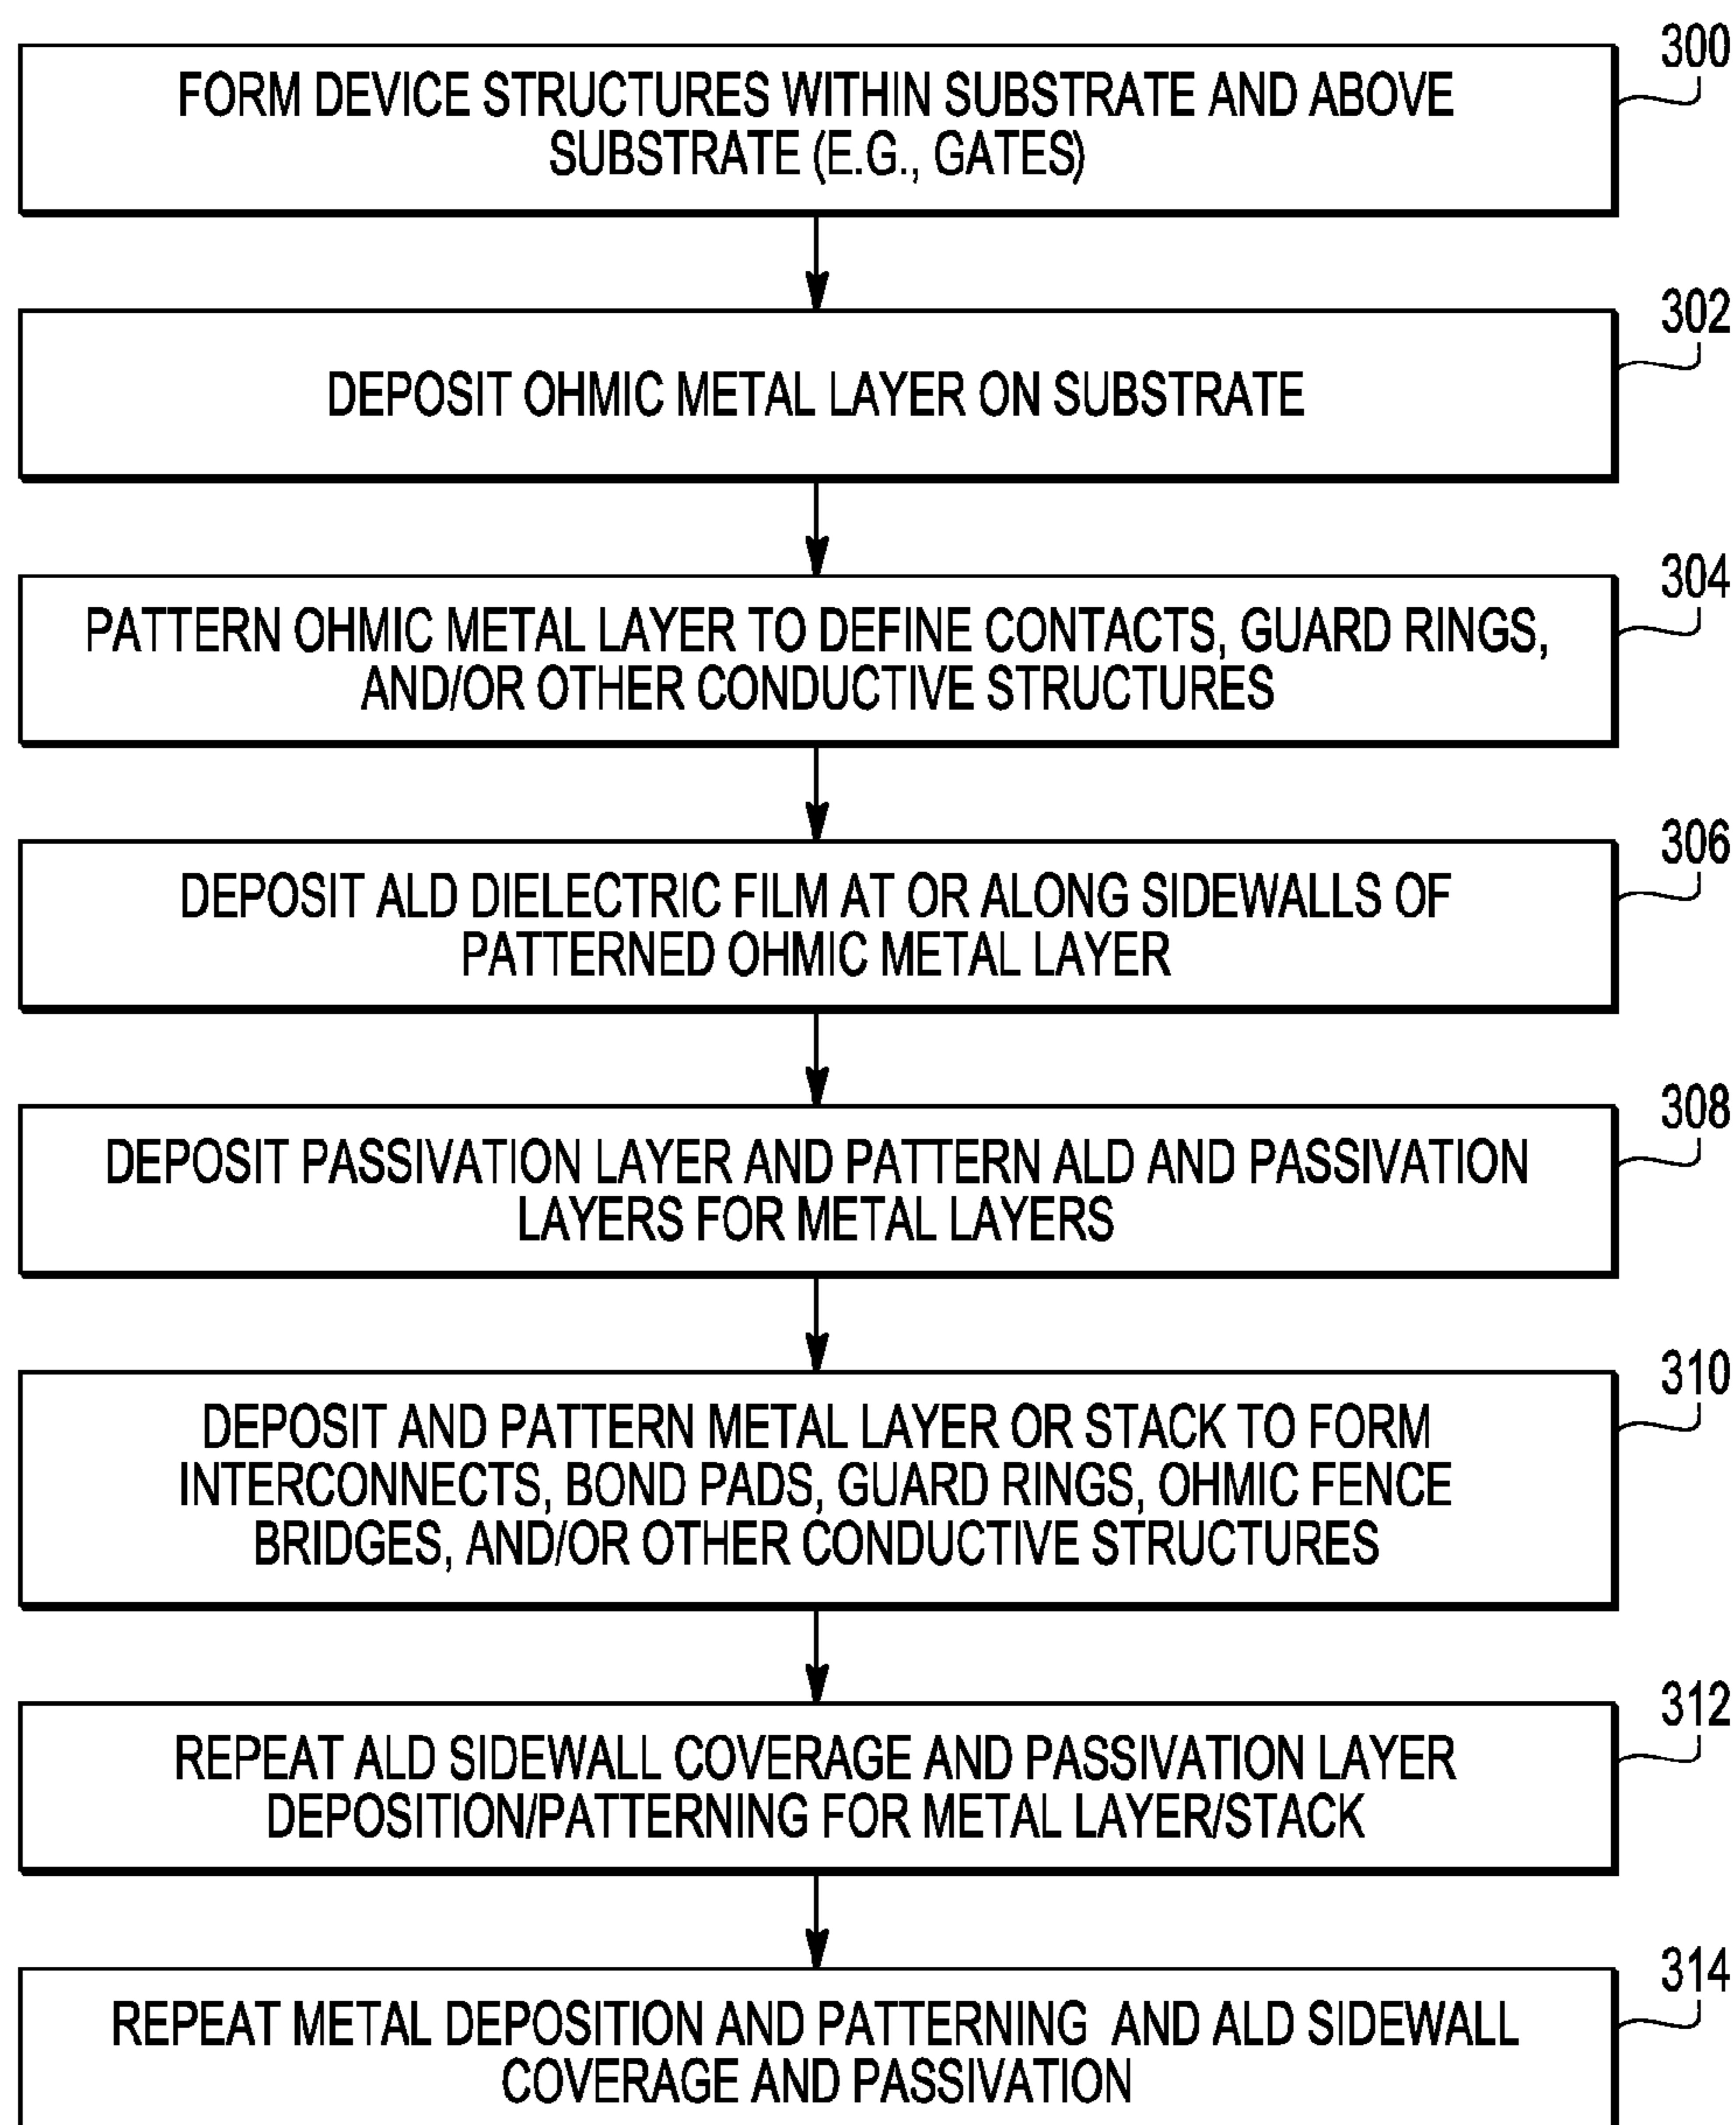 300
FORM DEVICE STRUCTURES WITHIN SUBSTRATE AND ABOVE
SUBSTRATE (E.G., GATES)
302
DEPOSIT OHMIC METAL LAYER ON SUBSTRATE
304
PATTERN OHMIC METAL LAYER TO DEFINE CONTACTS, GUARD RINGS,
AND/OR OTHER CONDUCTIVE STRUCTURES
306
DEPOSIT ALD DIELECTRIC FILM AT OR ALONG SIDEWALLS OF
PATTERNED OHMIC METAL LAYER
308
DEPOSIT PASSIVATION LAYER AND PATTERN ALD AND PASSIVATION
LAYERS FOR METAL LAYERS
310
DEPOSIT AND PATTERN METAL LAYER OR STACK TO FORM
INTERCONNECTS, BOND PADS, GUARD RINGS, OHMIC FENCE
BRIDGES, AND/OR OTHER CONDUCTIVE STRUCTURES
312
REPEAT ALD SIDEWALL COVERAGE AND PASSIVATION LAYER
DEPOSITION/PATTERNING FOR METAL LAYER/STACK
314
REPEAT METAL DEPOSITION AND PATTERNING AND ALD SIDEWALL
COVERAGE AND PASSIVATION